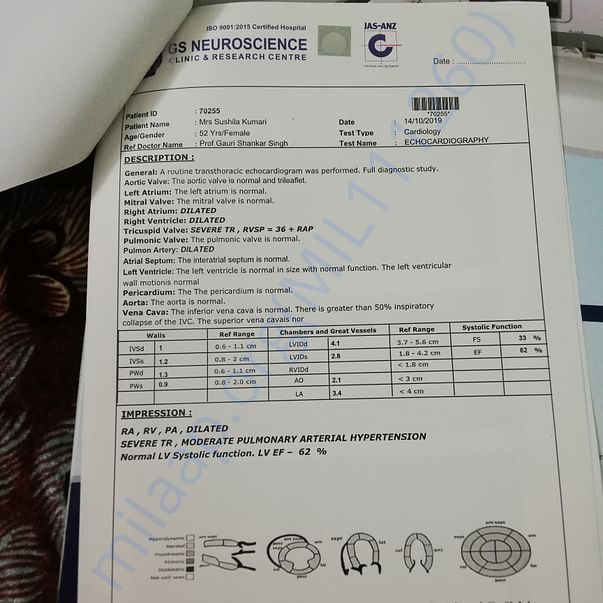 ISO 9001:2015 Certified Hospital
GS NEUROSCIENCE
CLINIC & RESEARCH CENTRE
JAS-ANZ
C
Date : ..............................
*70255*
Patient ID : 70255
Patient Name : Mrs Sushila Kumari
Date : 14/10/2019
Age/Gender : 52 Yrs/Female
Test Type : Cardiology
Ref Doctor Name : Prof Gauri Shankar Singh
Test Name : ECHOCARDIOGRAPHY
DESCRIPTION :
General: A routine transthoracic echocardiogram was performed. Full diagnostic study.
Aortic Valve: The aortic valve is normal and trileaflet.
Left Atrium: The left atrium is normal.
Mitral Valve: The mitral valve is normal.
Right Atrium: DILATED
Right Ventricle: DILATED
Tricuspid Valve: SEVERE TR , RVSP = 36 + RAP
Pulmonic Valve: The pulmonic valve is normal.
Pulmon Artery: DILATED
Atrial Septum: The interatrial septum is normal.
Left Ventricle: The left ventricle is normal in size with normal function. The left ventricular
wall motionis normal
Pericardium: The The pericardium is normal.
Aorta: The aorta is normal.
Vena Cava: The inferior vena cava is normal. There is greater than 50% inspiratory
collapse of the IVC. The superior vena cavais nor
Walls Ref Range Chambers and Great Vessels Ref Range Systolic Function
IVSd 1 0.6 - 1.1 cm LVIDd 4.1 3.7 - 5.6 cm FS 33 %
IVSs 1.2 0.8 - 2 cm LVIDs 2.8 1.8 - 4.2 cm EF 62 %
PWd 1.3 0.6 - 1.1 cm RVIDd < 1.8 cm
PWs 0.9 0.8 - 2.0 cm AO 2.1 < 3 cm
LA 3.4 < 4 cm
IMPRESSION :
RA , RV , PA , DILATED
SEVERE TR , MODERATE PULMONARY ARTERIAL HYPERTENSION
Normal LV Systolic function. LV EF – 62 %
Normal